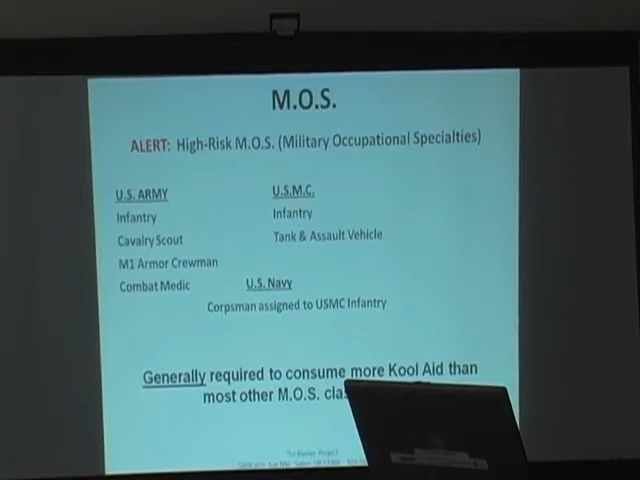 M.O.S.
ALERT: High-Risk M.O.S. (Military Occupational Specialties)
U.S. ARMY
Infantry
Cavalry Scout
M1 Armor Crewman
Combat Medic
U.S.M.C.
Infantry
Tank & Assault Vehicle
U.S. Navy
Corpsman assigned to USMC Infantry
Generally required to consume more Kool Aid than
most other M.O.S.